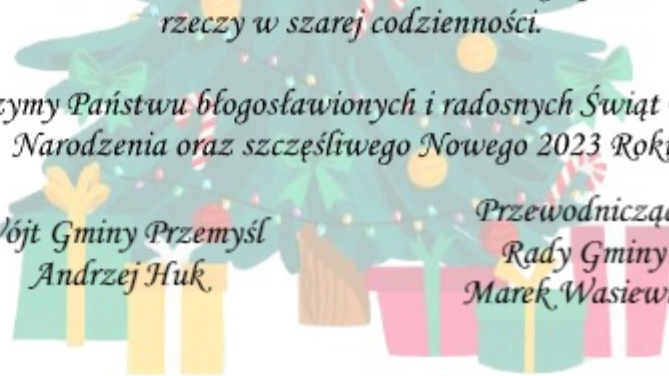 rzeczy w szarej codzienności.
Państwu błogosławionych i radosnych Świąt
Narodzenia oraz szczęśliwego Nowego 2023
Gminy Przemyśl
Rady Gminy
Andrzej Huk
Marek